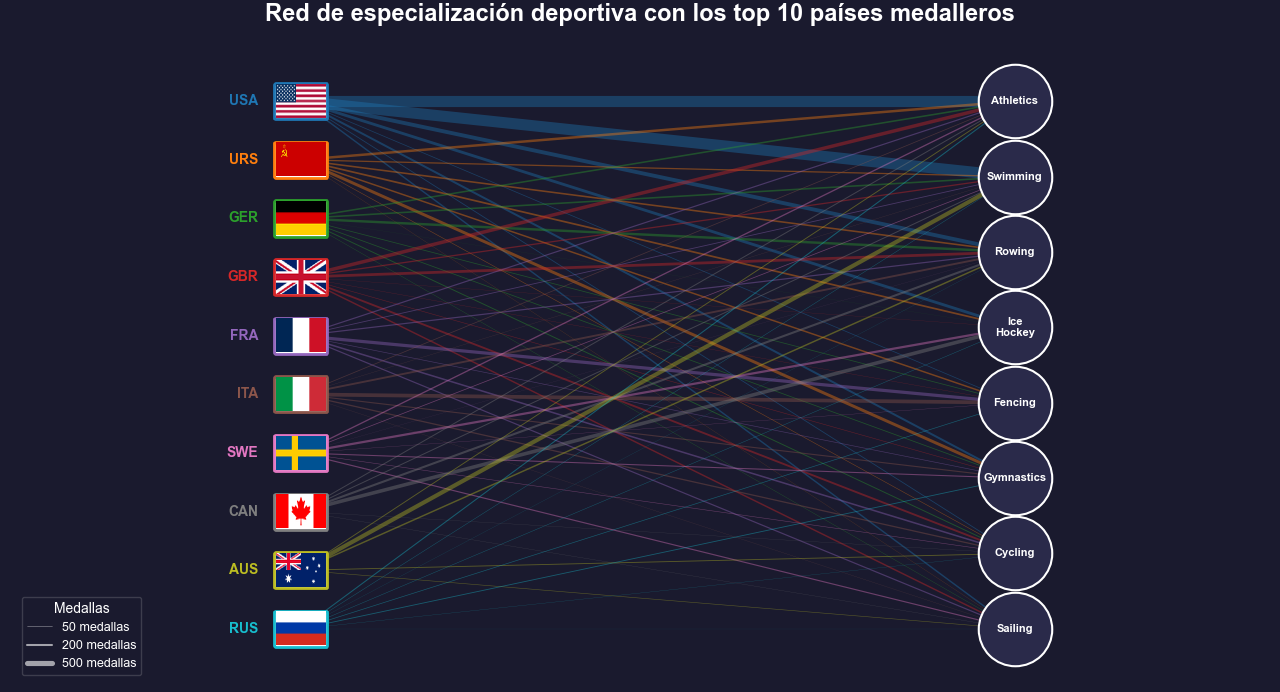 Red de especialización deportiva con los top 10 países medalleros
USA
URS
GER
GBR
FRA
ITA
SWE
CAN
AUS
RUS
Athletics
Swimming
Rowing
Ice
Hockey
Fencing
Gymnastics
Cycling
Sailing
Medallas
50 medallas
200 medallas
500 medallas